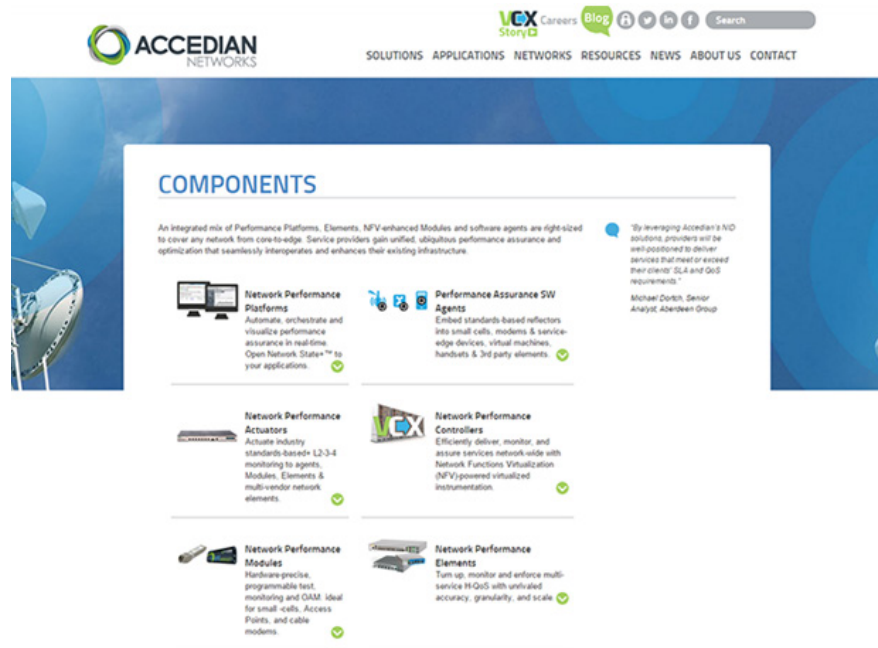 VCX
Story
Careers
Blog
Search
ACCEDIAN
NETWORKS
SOLUTIONS APPLICATIONS NETWORKS RESOURCES NEWS ABOUT US CONTACT
COMPONENTS
An integrated mix of Performance Platforms, Elements, NFV-enhanced Modules and software agents are right-sized
to cover any network from core-to-edge. Service providers gain unified, ubiquitous performance assurance and
optimization that seamlessly interoperates and enhances their existing infrastructure.
"By leveraging Accedian's NID
solutions, providers will be
well-positioned to deliver
services that meet or exceed
their clients' SLA and QoS
requirements."
Michael Dortch, Senior
Analyst, Aberdeen Group
Network Performance
Platforms
Automate, orchestrate and
visualize performance
assurance in real-time.
Open Network State+™ to
your applications.
Performance Assurance SW
Agents
Embed standards-based reflectors
into small cells, modems & service-
edge devices, virtual machines,
handsets & 3rd party elements.
Network Performance
Actuators
Actuate industry
standards-based+ L2-3-4
monitoring to agents,
Modules, Elements &
multi-vendor network
elements.
VCX
Network Performance
Controllers
Efficiently deliver, monitor, and
assure services network-wide with
Network Functions Virtualization
(NFV)-powered virtualized
instrumentation.
Network Performance
Modules
Hardware-precise,
programmable test,
monitoring and OAM: ideal
for small -cells, Access
Points, and cable
modems.
Network Performance
Elements
Turn up, monitor and enforce multi-
service H-QoS with unrivaled
accuracy, granularity, and scale.